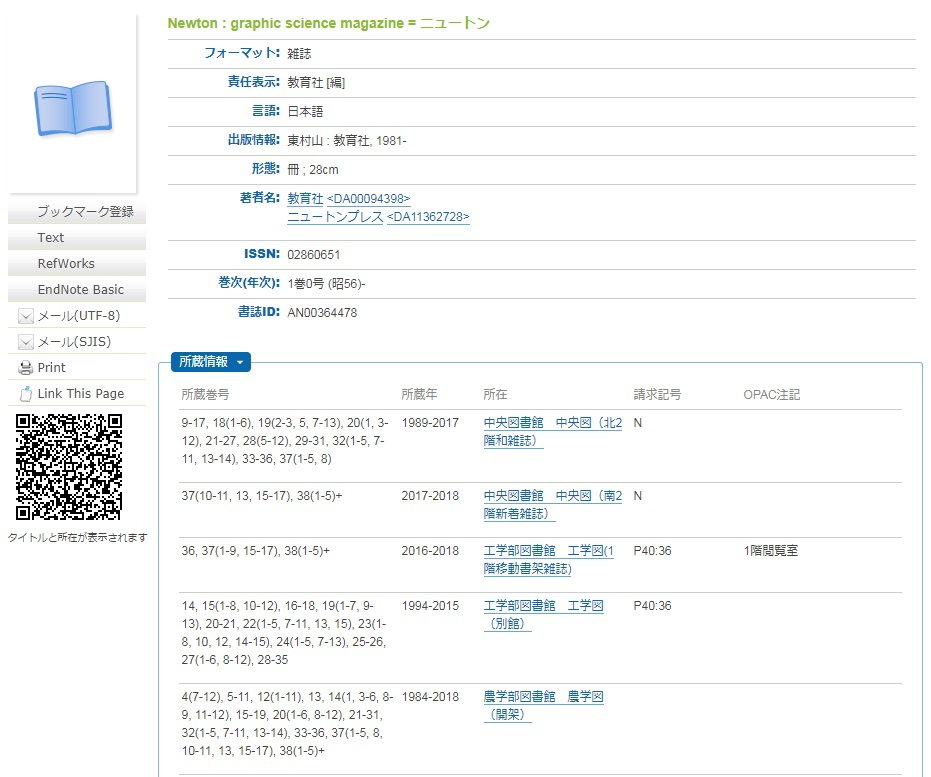 Newton : graphic science magazine = ニュートン
フォーマット: 雑誌
責任表示: 教育社 [編]
言語: 日本語
出版情報: 東村山 : 教育社, 1981-
形態: 冊 ; 28cm
著者名: 教育社 <DA00094398>
ニュートンプレス <DA11362728>
ISSN: 02860651
巻次(年次): 1巻0号 (昭56)-
書誌ID: AN00364478
ブックマーク登録
Text
RefWorks
EndNote Basic
メール(UTF-8)
メール(SJIS)
Print
Link This Page
タイトルと所在が表示されます
所蔵情報
所蔵巻号 所蔵年 所在 請求記号 OPAC注記
9-17, 18(1-6), 19(2-3, 5, 7-13), 20(1, 3- 1989-2017 中央図書館 中央図（北2 N
12), 21-27, 28(5-12), 29-31, 32(1-5, 7- 階和雑誌）
11, 13-14), 33-36, 37(1-5, 8)
37(10-11, 13, 15-17), 38(1-5)+ 2017-2018 中央図書館 中央図（南2 N
階新着雑誌）
36, 37(1-9, 15-17), 38(1-5)+ 2016-2018 工学部図書館 工学図(1 P40:36 1階閲覧室
階移動書架雑誌)
14, 15(1-8, 10-12), 16-18, 19(1-7, 9- 1994-2015 工学部図書館 工学図 P40:36
13), 20-21, 22(1-5, 7-11, 13, 15), 23(1- （別館）
8, 10, 12, 14-15), 24(1-5, 7-13), 25-26,
27(1-6, 8-12), 28-35
4(7-12), 5-11, 12(1-11), 13, 14(1, 3-6, 8- 1984-2018 農学部図書館 農学図
9, 11-12), 15-19, 20(1-6, 8-12), 21-31, （開架）
32(1-5, 7-11, 13-14), 33-36, 37(1-5, 8,
10-11, 13, 15-17), 38(1-5)+